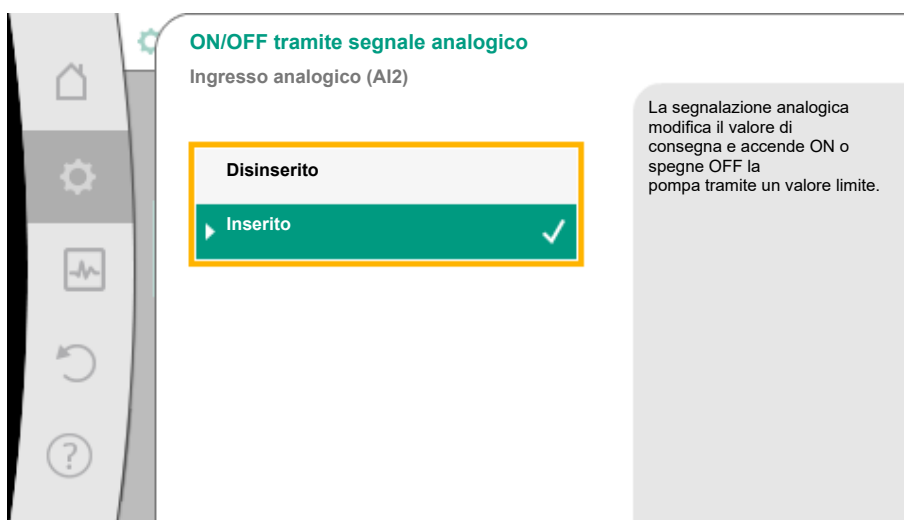 ON/OFF tramite segnale analogico
Ingresso analogico (AI2)
Disinserito
Inserito
La segnalazione analogica
modifica il valore di
consegna e accende ON o
spegne OFF la
pompa tramite un valore limite.
?